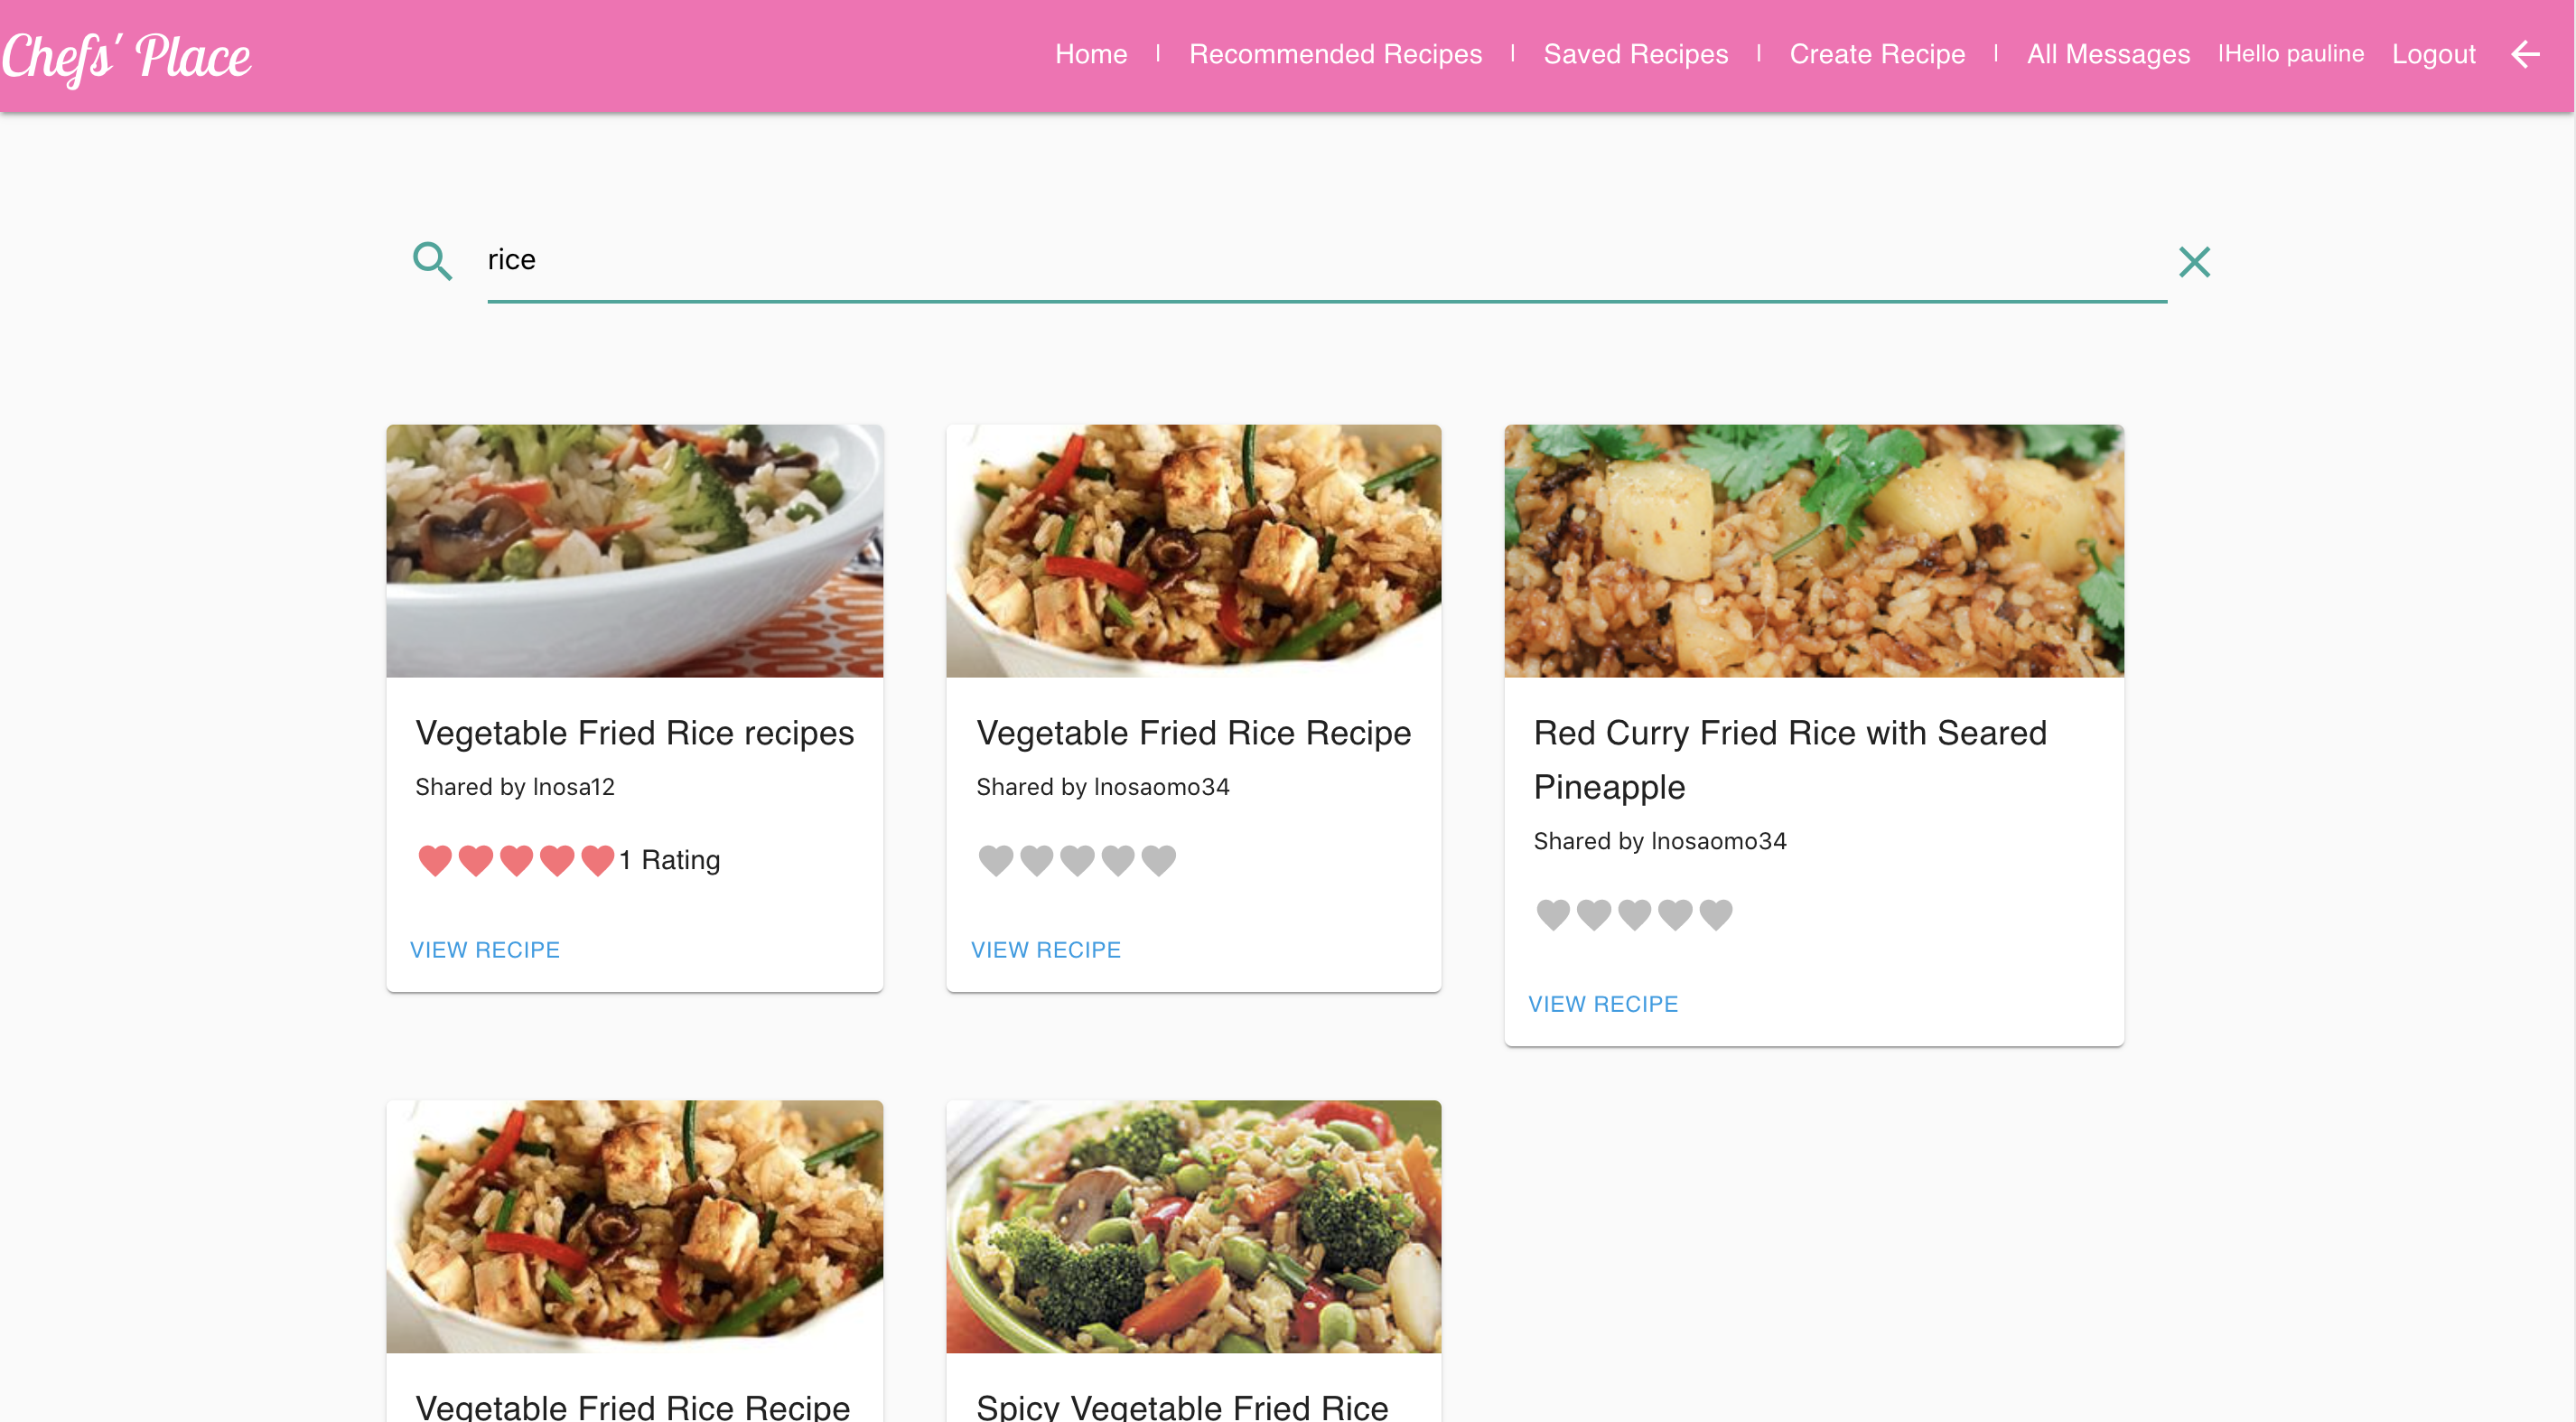 Chefs' Place
Home | Recommended Recipes | Saved Recipes | Create Recipe | All Messages |Hello pauline Logout
rice
Vegetable Fried Rice recipes
Shared by Inosa12
1 Rating
VIEW RECIPE
Vegetable Fried Rice Recipe
Shared by Inosaomo34
VIEW RECIPE
Red Curry Fried Rice with Seared
Pineapple
Shared by Inosaomo34
VIEW RECIPE
Vegetable Fried Rice Recipe
Spicy Vegetable Fried Rice